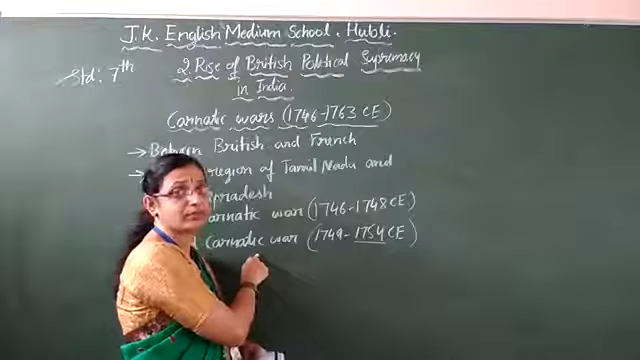 J.K. English Medium School. Hubli.
Std: 7th
2. Rise of British Political Supremacy
in India.
Carnatic wars (1746-1763 CE)
→ Between British and French
→ region of Tamil Nadu and
pradesh
arnatic war (1746-1748 CE)
Carnatic war (1749-1754 CE)